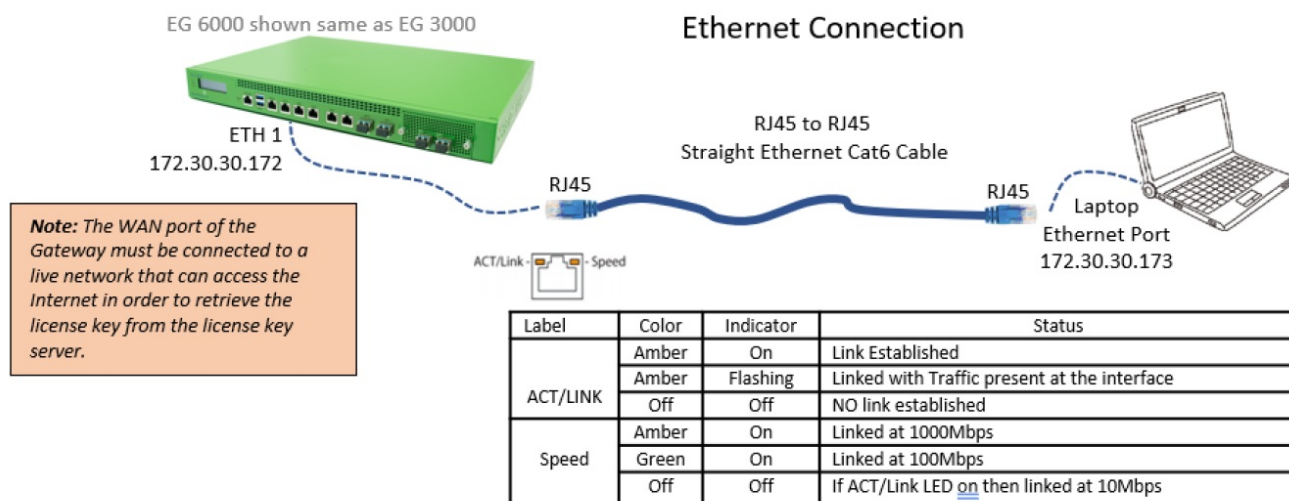 EG 6000 shown same as EG 3000
Ethernet Connection
ETH 1
172.30.30.172
RJ45 to RJ45
Straight Ethernet Cat6 Cable
RJ45
RJ45
Laptop
Ethernet Port
172.30.30.173
Note: The WAN port of the
Gateway must be connected to a
live network that can access the
Internet in order to retrieve the
license key from the license key
server.
ACT/Link - - Speed
Label Color Indicator Status
ACT/LINK
Amber On Link Established
Amber Flashing Linked with Traffic present at the interface
Off Off NO link established
Speed
Amber On Linked at 1000Mbps
Green On Linked at 100Mbps
Off Off If ACT/Link LED on then linked at 10Mbps